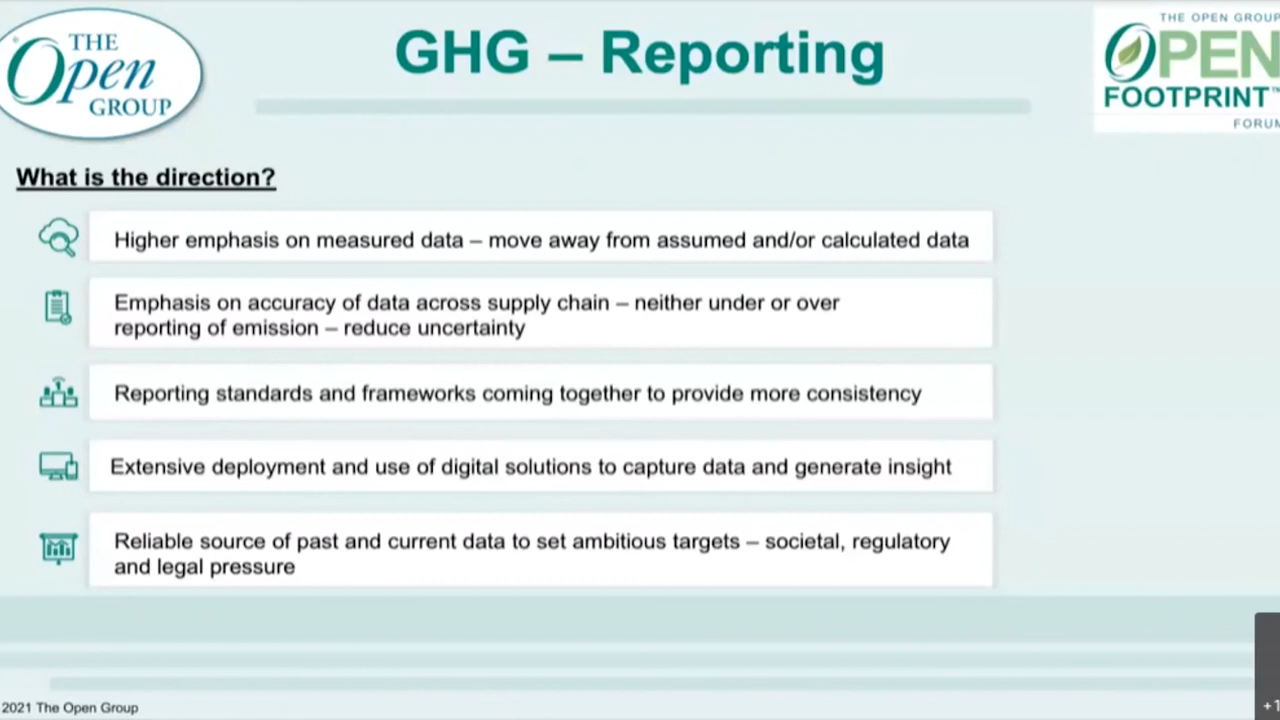 THE
Open
GROUP
GHG – Reporting
THE OPEN GROUP
OPEN
FOOTPRINT™
FORUM
What is the direction?
Higher emphasis on measured data – move away from assumed and/or calculated data
Emphasis on accuracy of data across supply chain – neither under or over
reporting of emission – reduce uncertainty
Reporting standards and frameworks coming together to provide more consistency
Extensive deployment and use of digital solutions to capture data and generate insight
Reliable source of past and current data to set ambitious targets – societal, regulatory
and legal pressure
2021 The Open Group
+1